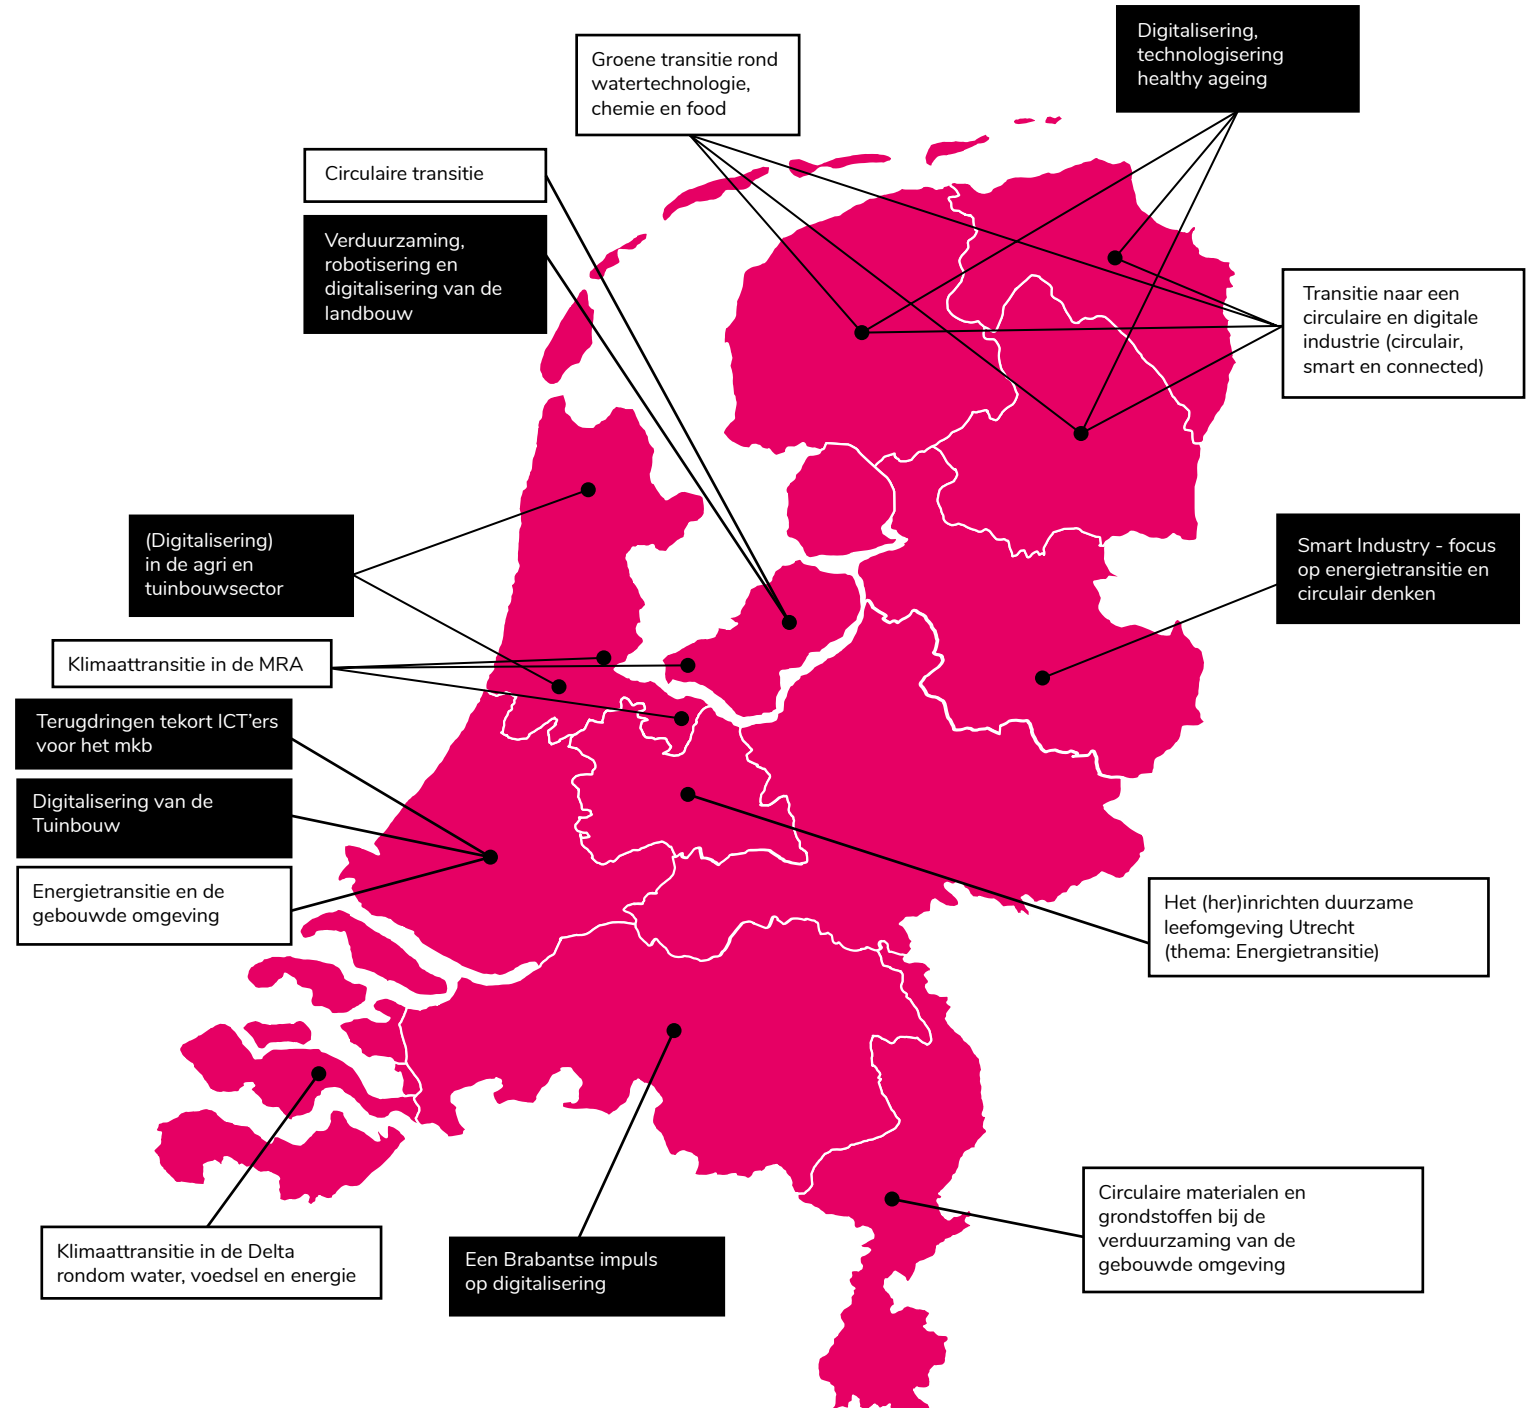 Digitalisering,
technologisering
healthy ageing
Groene transitie rond
watertechnologie,
chemie en food
Circulaire transitie
Verduurzaming,
robotisering en
digitalisering van de
landbouw
Transitie naar een
circulaire en digitale
industrie (circulair,
smart en connected)
(Digitalisering)
in de agri en
tuinbouwsector
Smart Industry - focus
op energietransitie en
circulair denken
Klimaattransitie in de MRA
Terugdringen tekort ICT’ers
voor het mkb
Digitalisering van de
Tuinbouw
Energietransitie en de
gebouwde omgeving
Het (her)inrichten duurzame
leefomgeving Utrecht
(thema: Energietransitie)
Circulaire materialen en
grondstoffen bij de
verduurzaming van de
gebouwde omgeving
Klimaattransitie in de Delta
rondom water, voedsel en energie
Een Brabantse impuls
op digitalisering